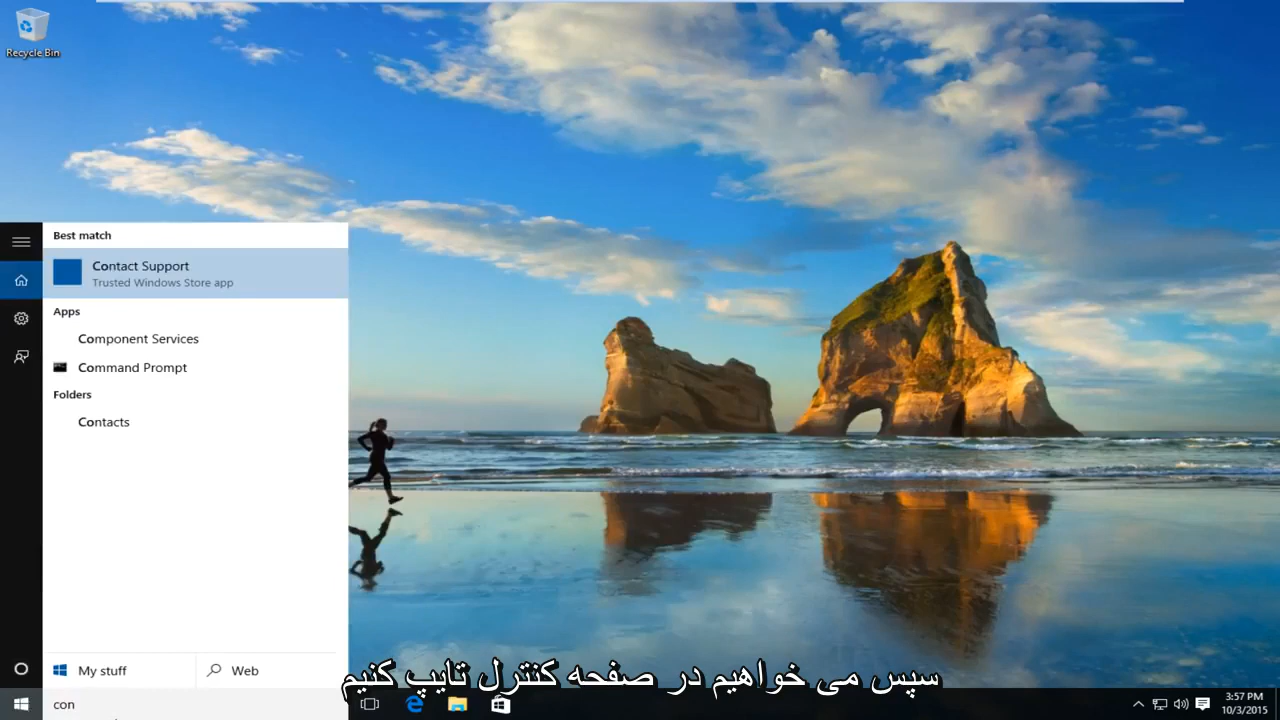 Recycle Bin
Best match
Contact Support
Trusted Windows Store app
Apps
Component Services
Command Prompt
Folders
Contacts
My stuff
Web
سپس می خواهیم در صفحه کنترل تایپ کنیم
con
3:57 PM
10/3/2015